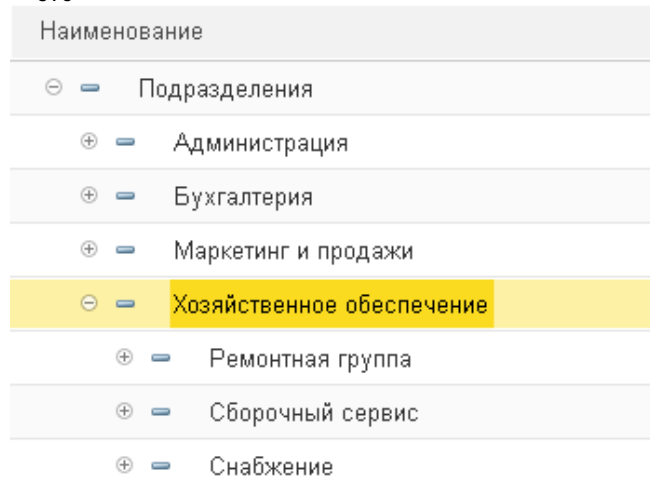 Наименование
Подразделения
Администрация
Бухгалтерия
Маркетинг и продажи
Хозяйственное обеспечение
Ремонтная группа
Сборочный сервис
Снабжение